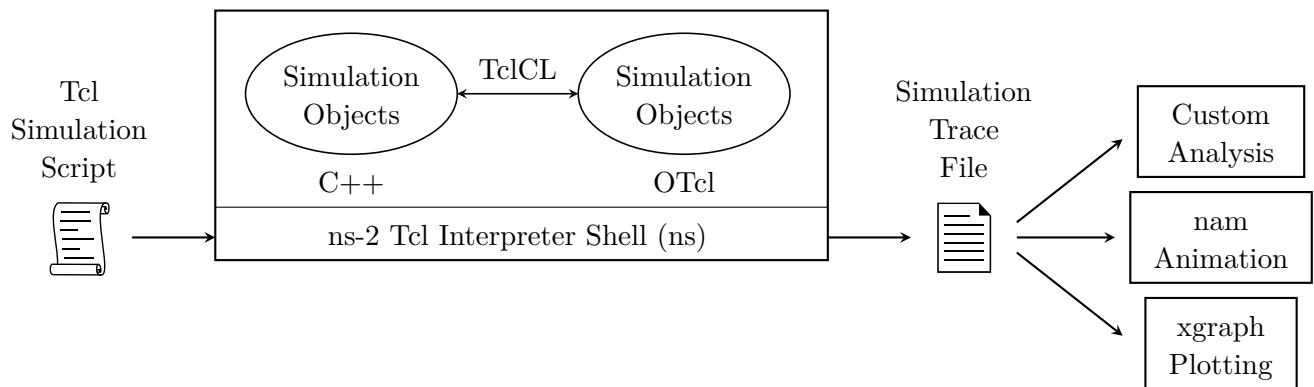 Tcl
Simulation
Script
Simulation
Objects
TclCL
Simulation
Objects
C++
OTcl
ns-2 Tcl Interpreter Shell (ns)
Simulation
Trace
File
Custom
Analysis
nam
Animation
xgraph
Plotting